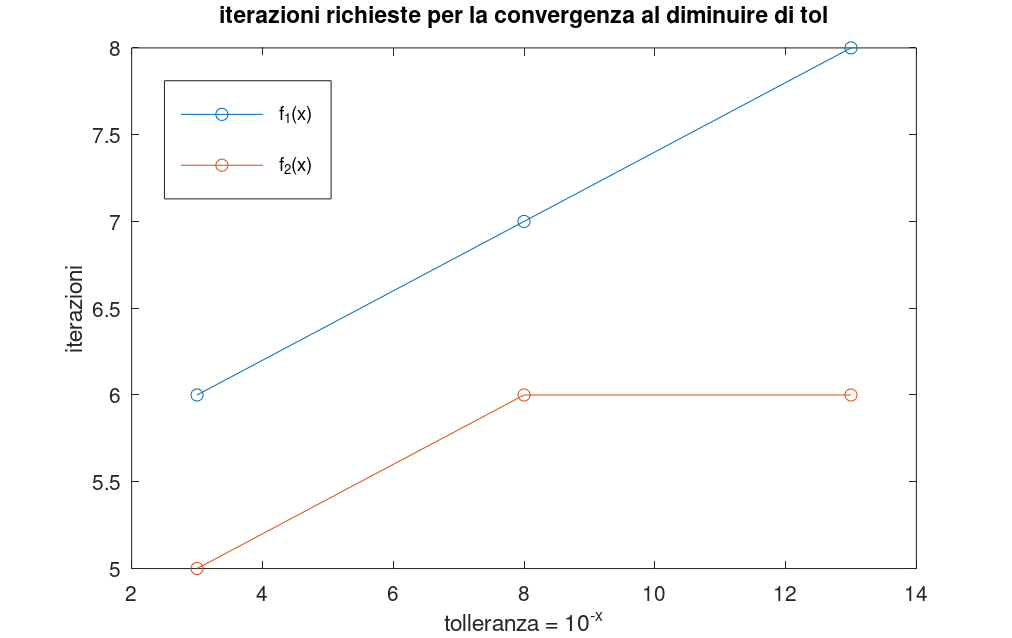 iterazioni richieste per la convergenza al diminuire di tol
8
7.5
7
6.5
6
5.5
5
iterazioni
f₁(x)
f₂(x)
2 4 6 8 10 12 14
tolleranza = 10⁻ˣ